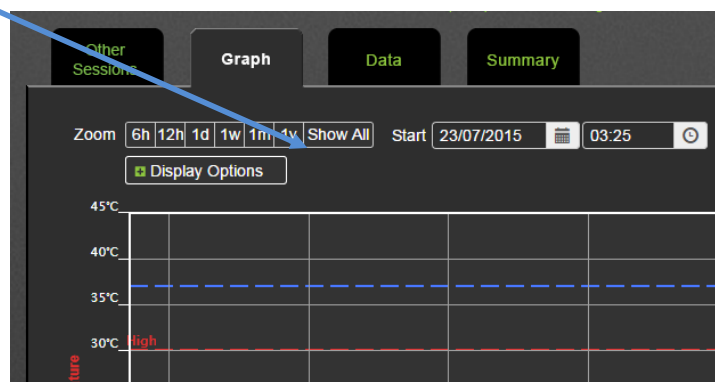 Other Sessions
Graph
Data
Summary
Zoom 6h 12h 1d 1w 1m 1y Show All Start 23/07/2015 03:25
Display Options
45°C
40°C
35°C
30°C
High